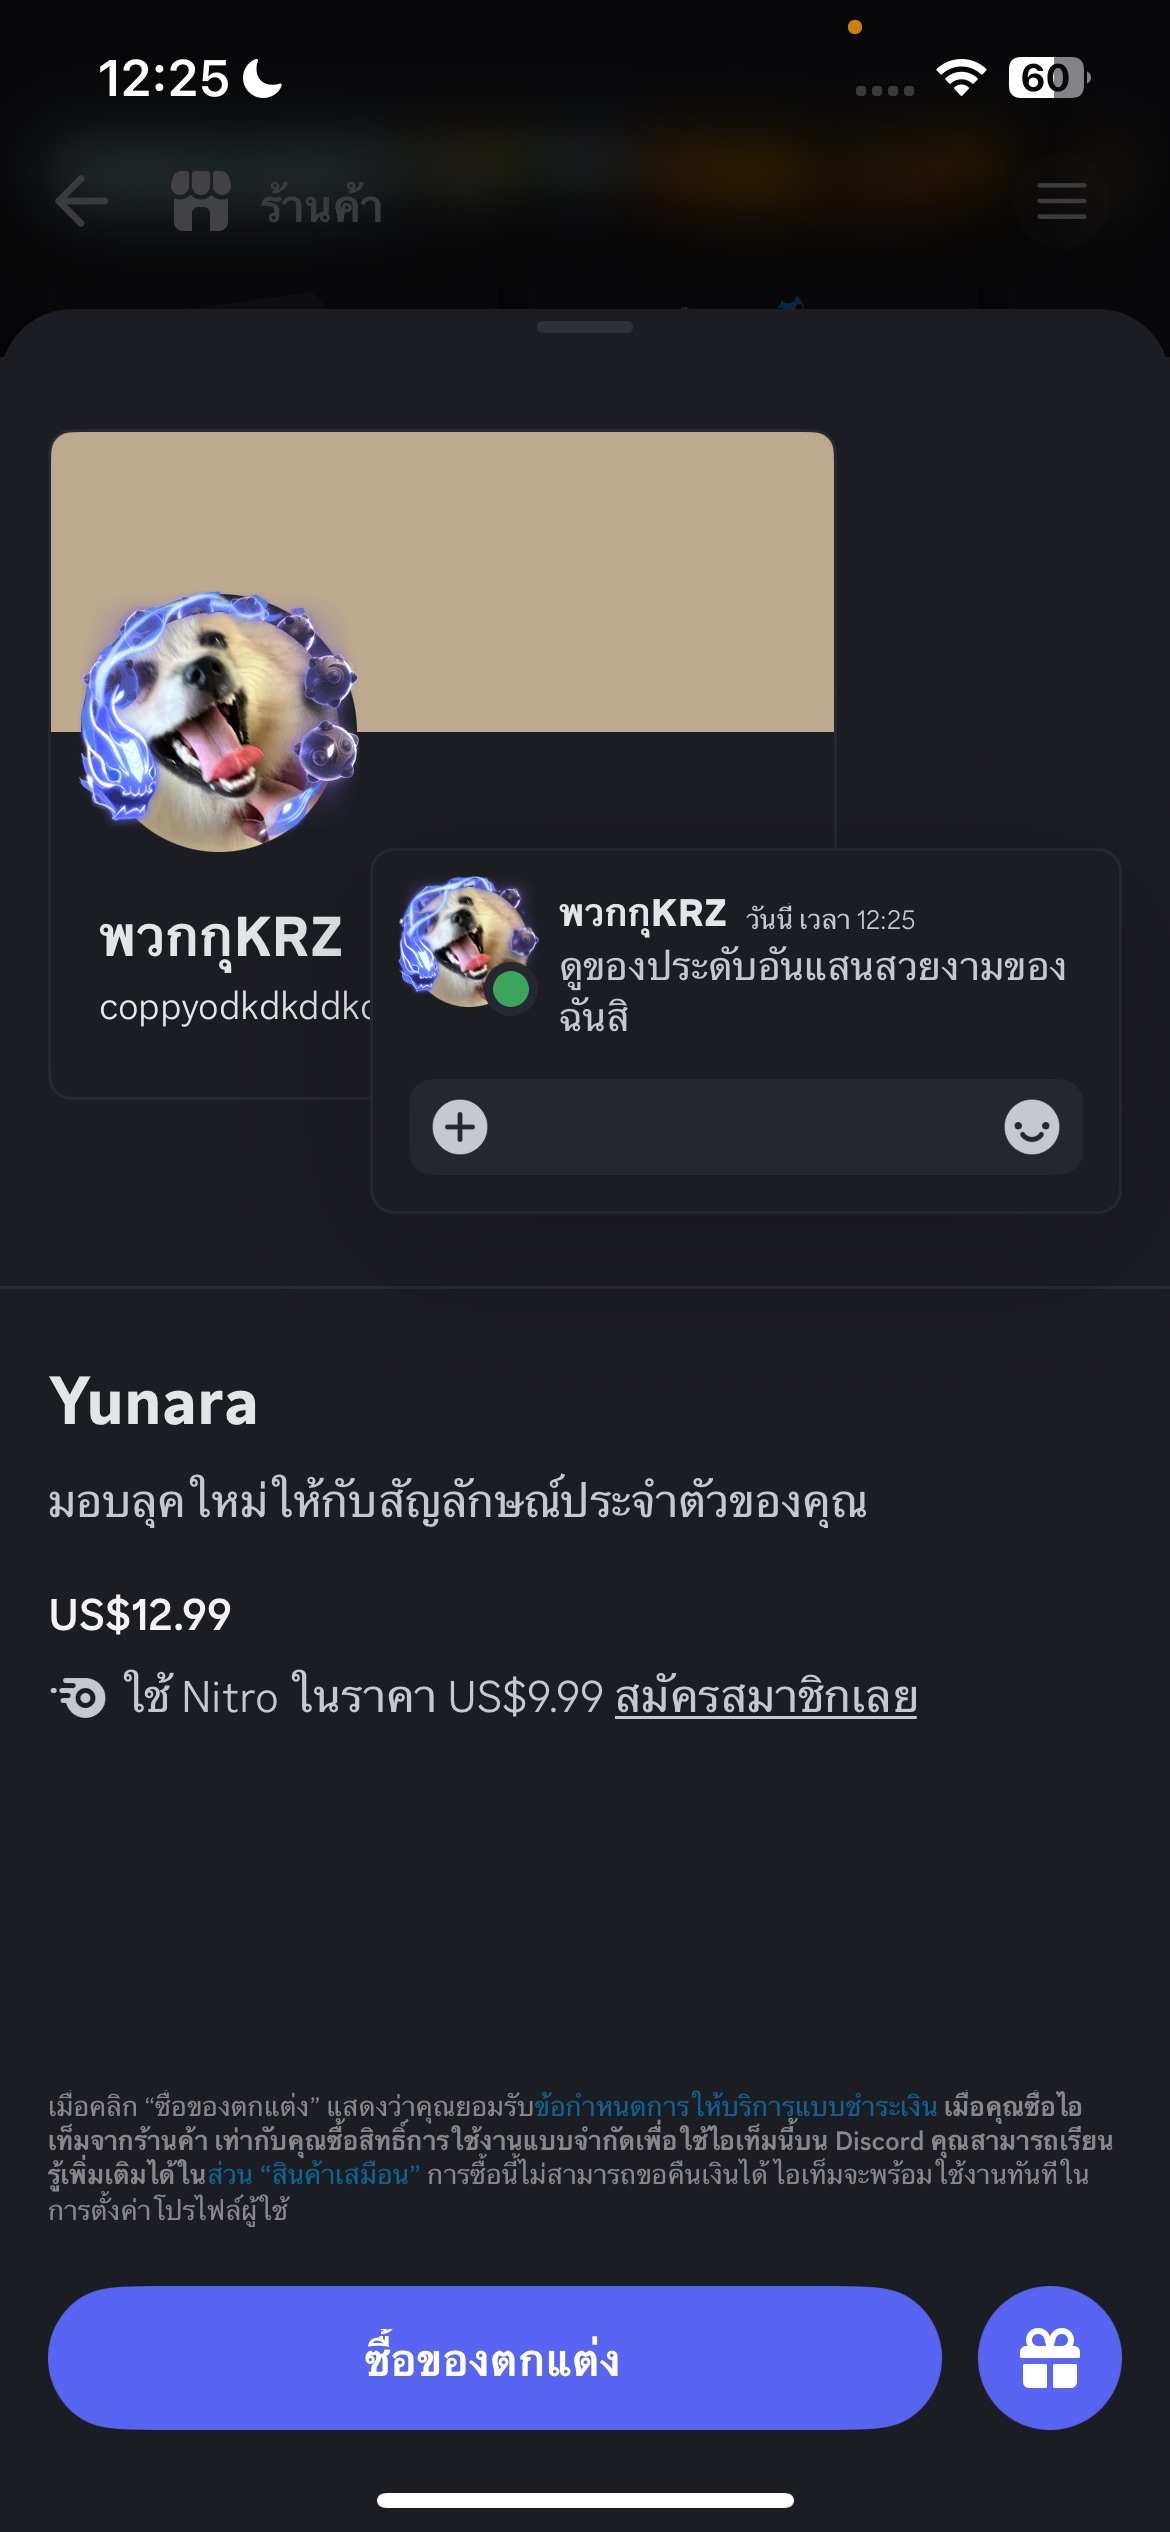 12:25
60
ร้านค้า
พวกกุKRZ
coppyodkdkddkd
พวกกุKRZ วันนี้ เวลา 12:25
ดูของประดับอันแสนสวยงามของ
ฉันสิ
Yunara
มอบลุคใหม่ให้กับสัญลักษณ์ประจำตัวของคุณ
US$12.99
ใช้ Nitro ในราคา US$9.99 สมัครสมาชิกเลย
เมื่อคลิก “ซื้อของตกแต่ง” แสดงว่าคุณยอมรับข้อกำหนดการให้บริการแบบชำระเงิน เมื่อคุณซื้อไอ
เท็มจากร้านค้า เท่ากับคุณซื้อสิทธิ์การใช้งานแบบจำกัดเพื่อใช้ไอเท็มนี้บน Discord คุณสามารถเรียน
รู้เพิ่มเติมได้ในส่วน “สินค้าเสมือน” การซื้อนี้ไม่สามารถขอคืนเงินได้ ไอเท็มจะพร้อมใช้งานทันทีใน
การตั้งค่าโปรไฟล์ผู้ใช้
ซื้อของตกแต่ง